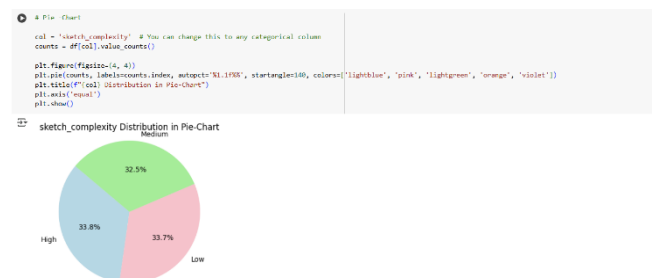 # Pie -Chart
col = 'sketch_complexity' # You can change this to any categorical column
counts = df[col].value_counts()
plt.figure(figsize=(4, 4))
plt.pie(counts, labels=counts.index, autopct='%1.1f%%', startangle=140, colors=['lightblue', 'pink', 'lightgreen', 'orange', 'violet'])
plt.title(f"{col} Distribution in Pie-Chart")
plt.axis('equal')
plt.show()
sketch_complexity Distribution in Pie-Chart
Medium
32.5%
33.8%
33.7%
High
Low